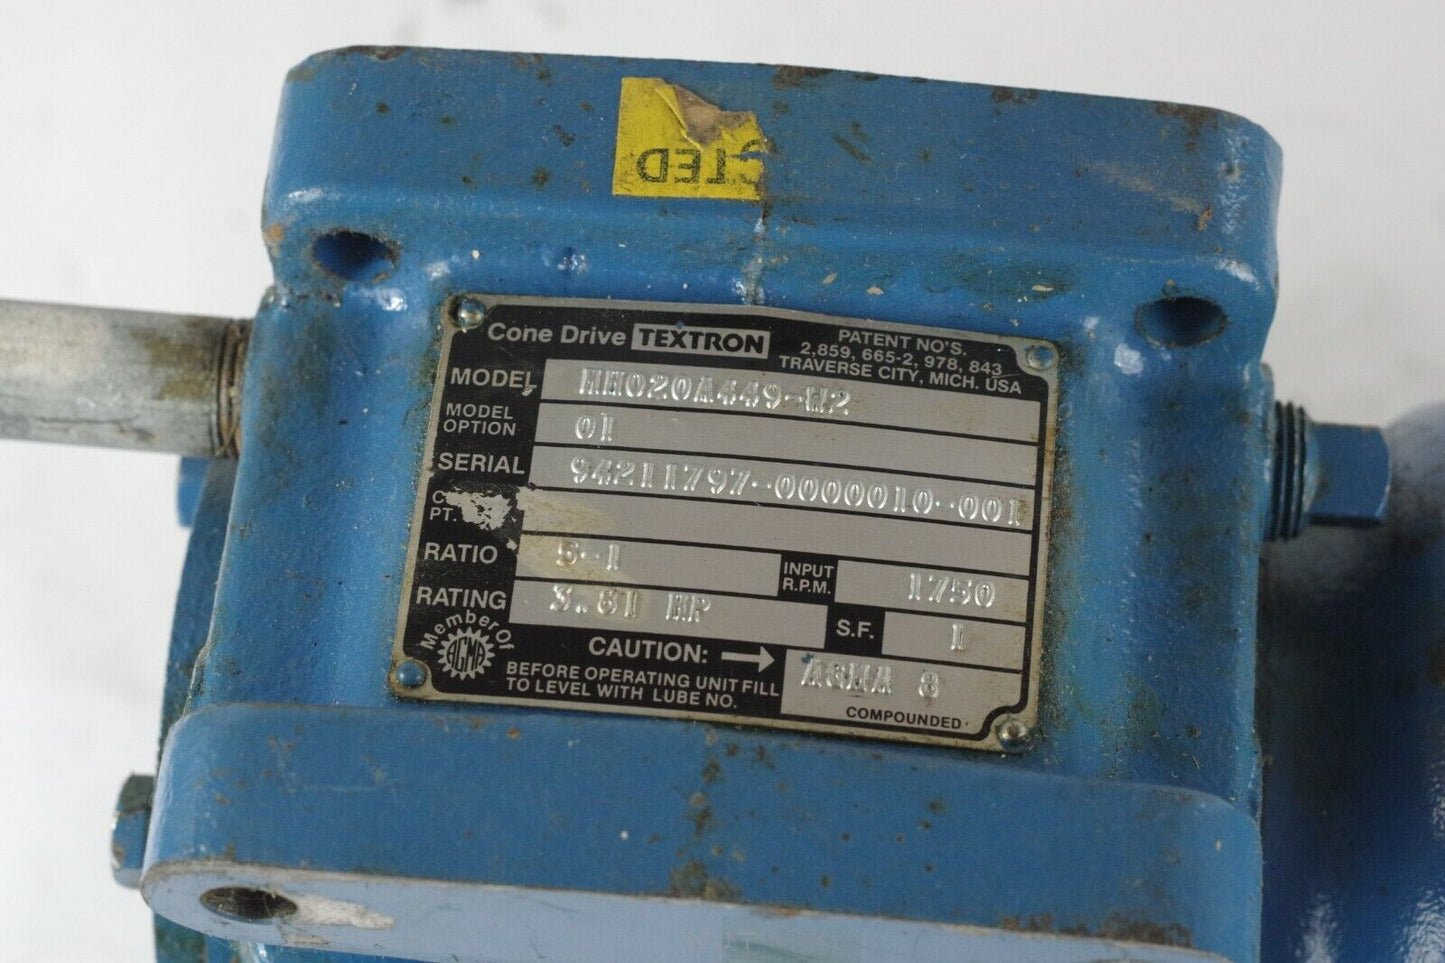 CTED
Cone Drive TEXTRON
PATENT NO'S.
2,859, 665-2, 978, 843
TRAVERSE CITY, MICH. USA
MODEL
MODEL OPTION 01
SERIAL 94211797--0000010--001
PT.
RATIO 5-1 INPUT R.P.M. 1750
RATING 3.81 HP S.F. 1
Member Of AGMA
CAUTION:
BEFORE OPERATING UNIT FILL
TO LEVEL WITH LUBE NO.
AGMA 8
COMPOUNDED